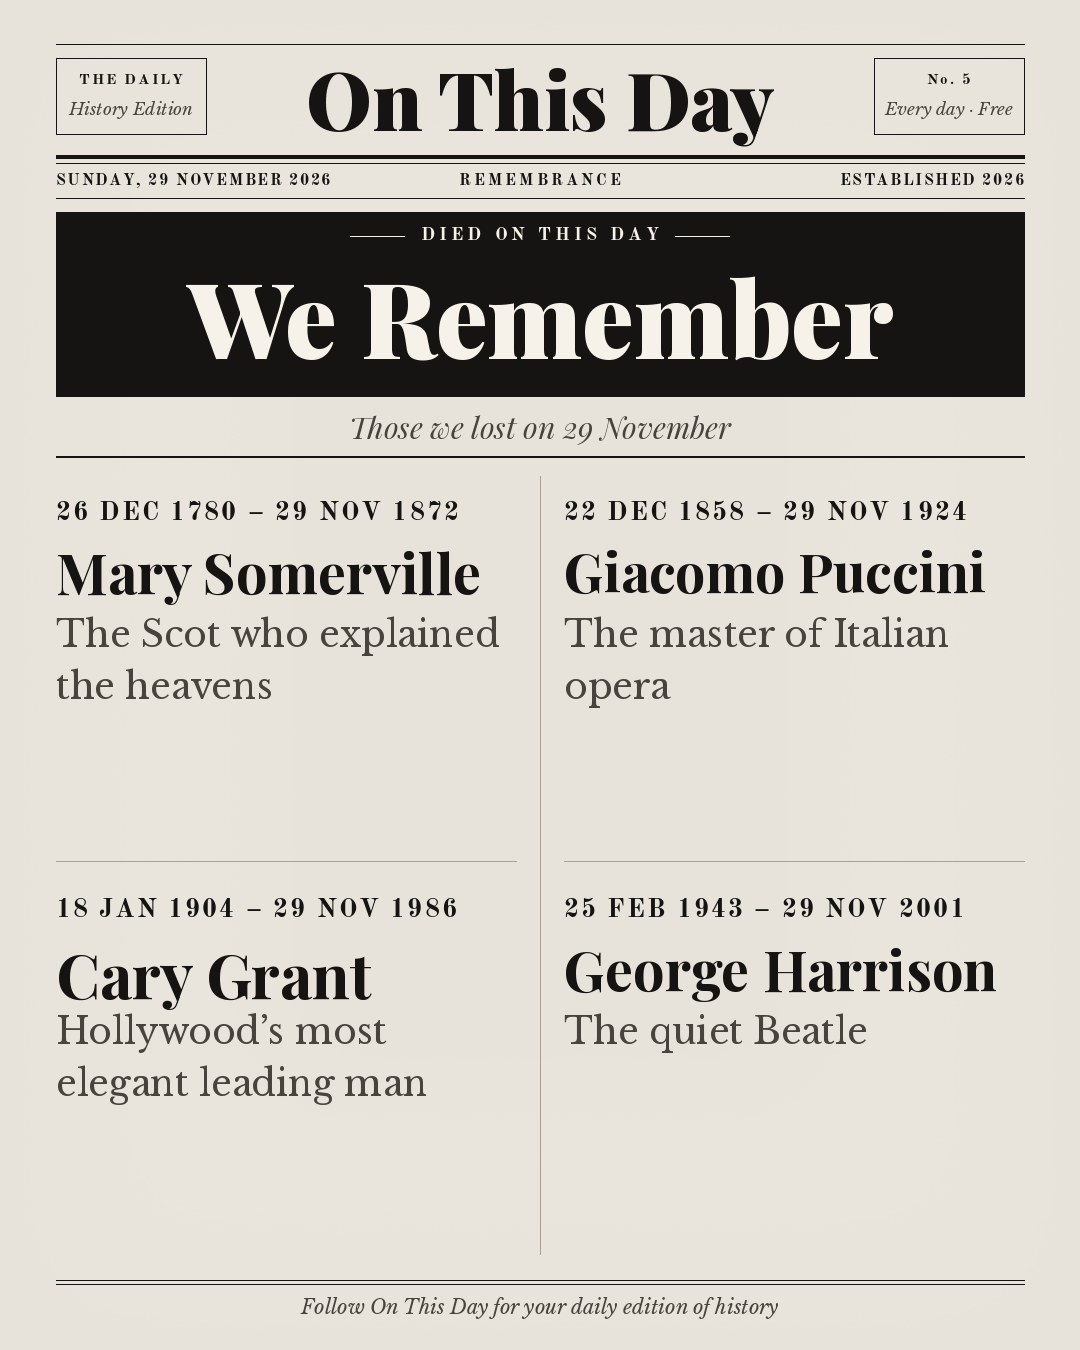 THE DAILY
History Edition
On This Day
No. 5
Every day · Free
SUNDAY, 29 NOVEMBER 2026
REMEMBRANCE
ESTABLISHED 2026
DIED ON THIS DAY
We Remember
Those we lost on 29 November
26 DEC 1780 – 29 NOV 1872
Mary Somerville
The Scot who explained
the heavens
22 DEC 1858 – 29 NOV 1924
Giacomo Puccini
The master of Italian
opera
18 JAN 1904 – 29 NOV 1986
Cary Grant
Hollywood’s most
elegant leading man
25 FEB 1943 – 29 NOV 2001
George Harrison
The quiet Beatle
Follow On This Day for your daily edition of history